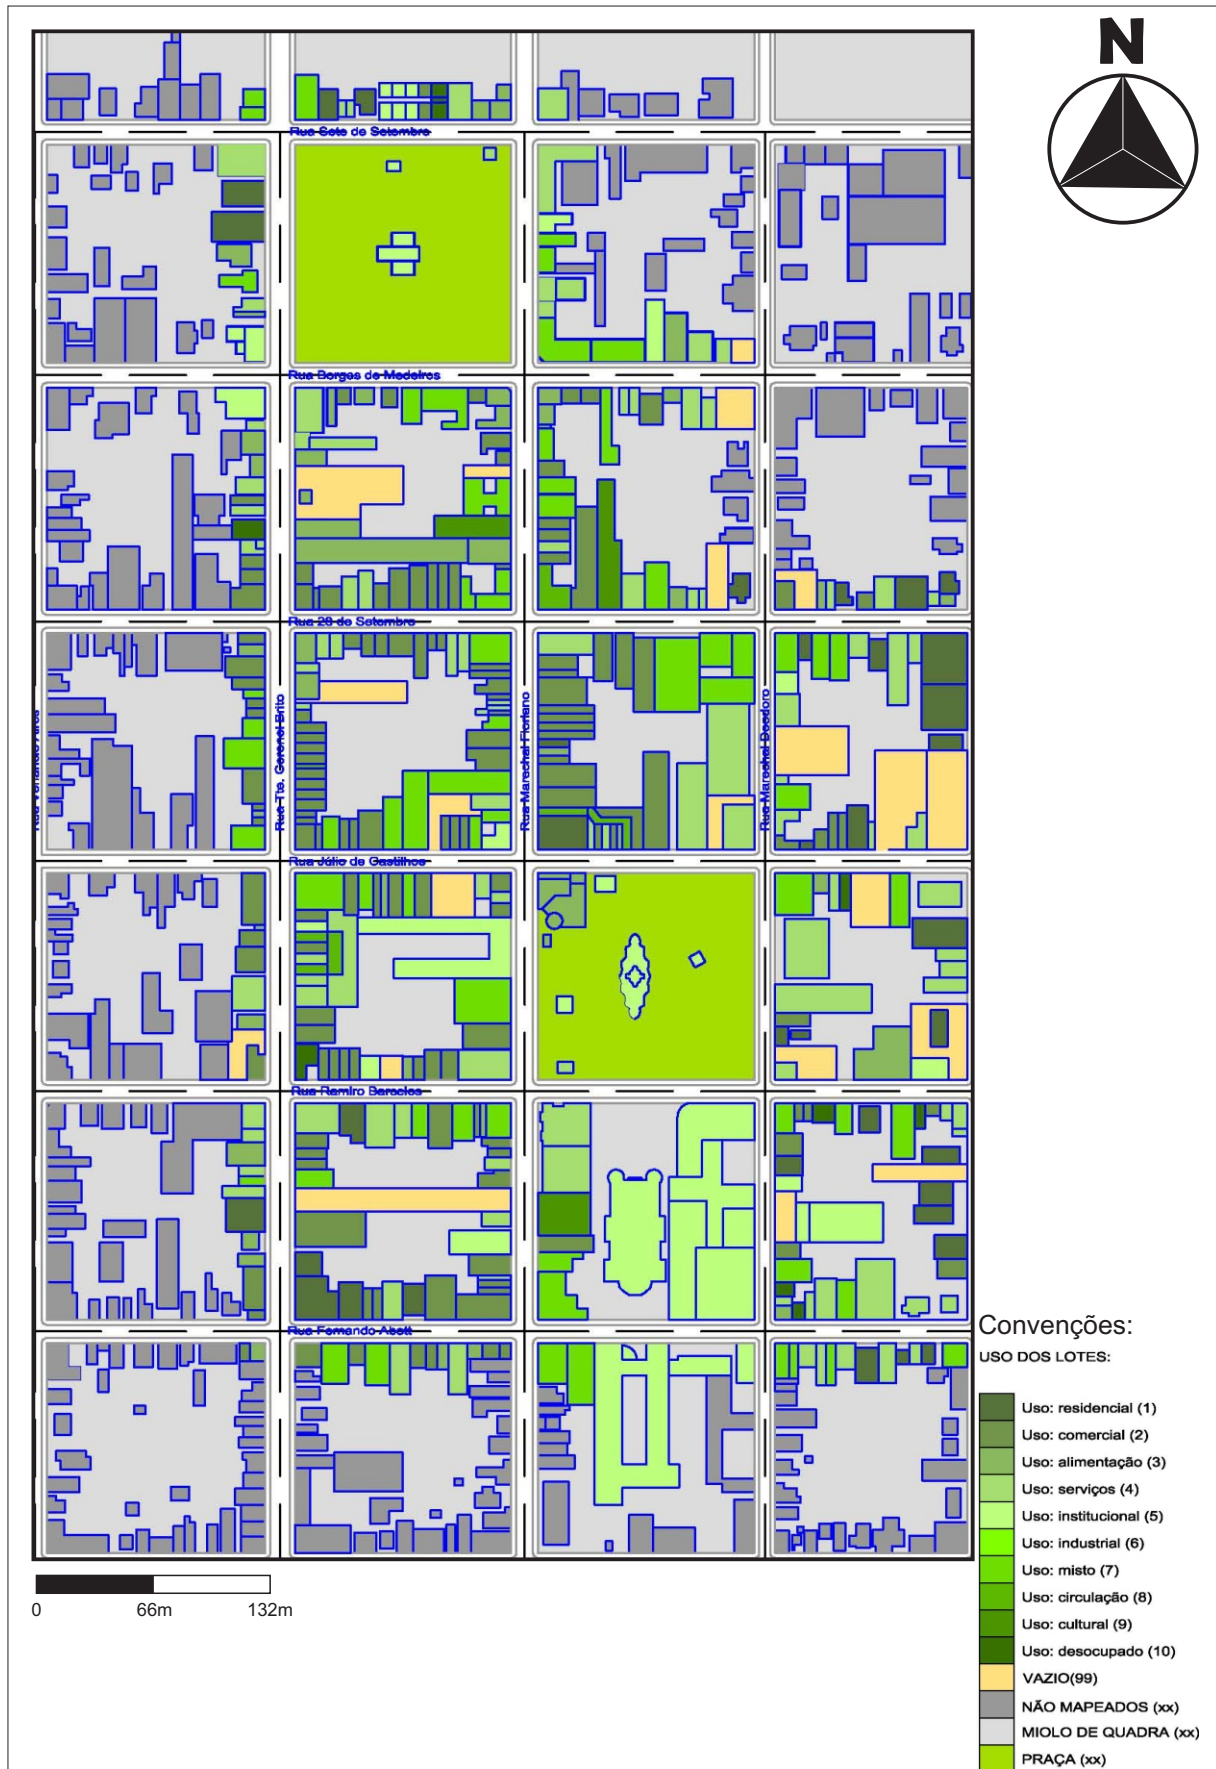 N
Rua Sete de Setembro
Rua Borges de Medeiros
Rua 28 de Setembro
Rua Venancio Aires
Rua Tte. Coronel Brito
Rua Marechal Floriano
Rua Marechal Deodoro
Rua Júlio de Castilhos
Rua Ramiro Barcelos
Rua Fernando Abott
Convenções:
USO DOS LOTES:
Uso: residencial (1)
Uso: comercial (2)
Uso: alimentação (3)
Uso: serviços (4)
Uso: institucional (5)
Uso: industrial (6)
Uso: misto (7)
Uso: circulação (8)
Uso: cultural (9)
Uso: desocupado (10)
VAZIO(99)
NÃO MAPEADOS (xx)
MIOLO DE QUADRA (xx)
PRAÇA (xx)
0 66m 132m